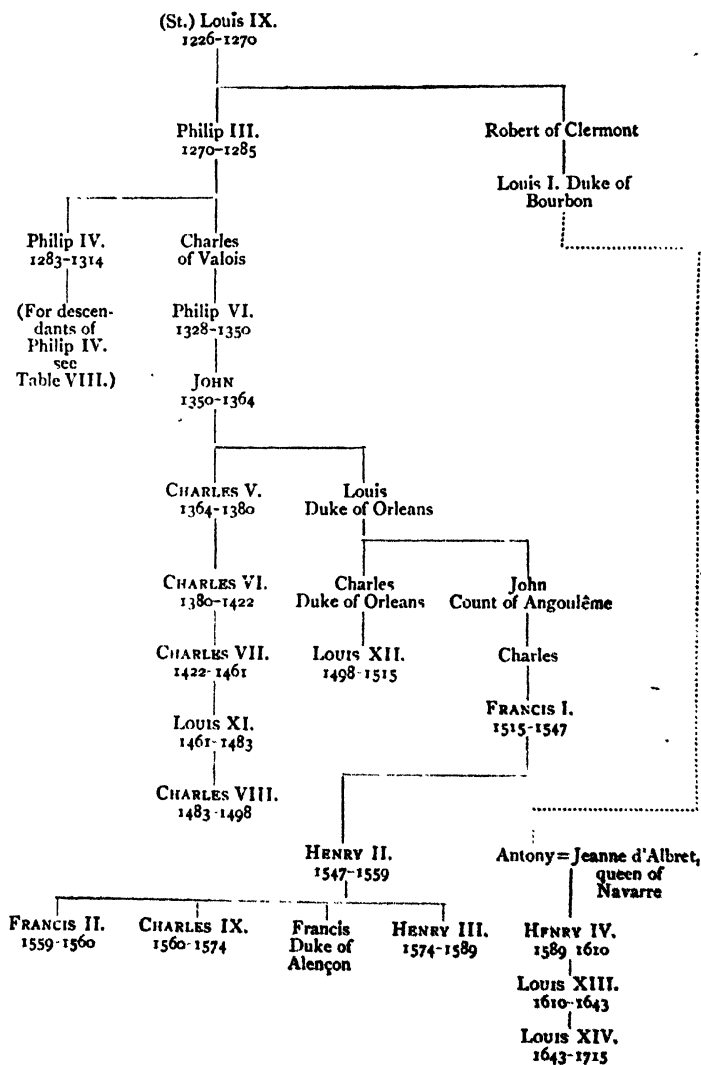 (St.) Louis IX.
1226-1270
Philip III.
1270-1285
Robert of Clermont
Louis I. Duke of
Bourbon
Philip IV.
1283-1314
Charles
of Valois
(For descen-
dants of
Philip IV.
see
Table VIII.)
Philip VI.
1328-1350
JOHN
1350-1364
CHARLES V.
1364-1380
Louis
Duke of Orleans
CHARLES VI.
1380-1422
Charles
Duke of Orleans
John
Count of Angoulême
CHARLES VII.
1422-1461
LOUIS XII.
1498-1515
Charles
LOUIS XI.
1461-1483
FRANCIS I.
1515-1547
CHARLES VIII.
1483-1498
HENRY II.
1547-1559
Antony=Jeanne d'Albret,
queen of
Navarre
FRANCIS II.
1559-1560
CHARLES IX.
1560-1574
Francis
Duke of
Alençon
HENRY III.
1574-1589
HENRY IV.
1589 1610
Louis XIII.
1610-1643
Louis XIV.
1643-1715